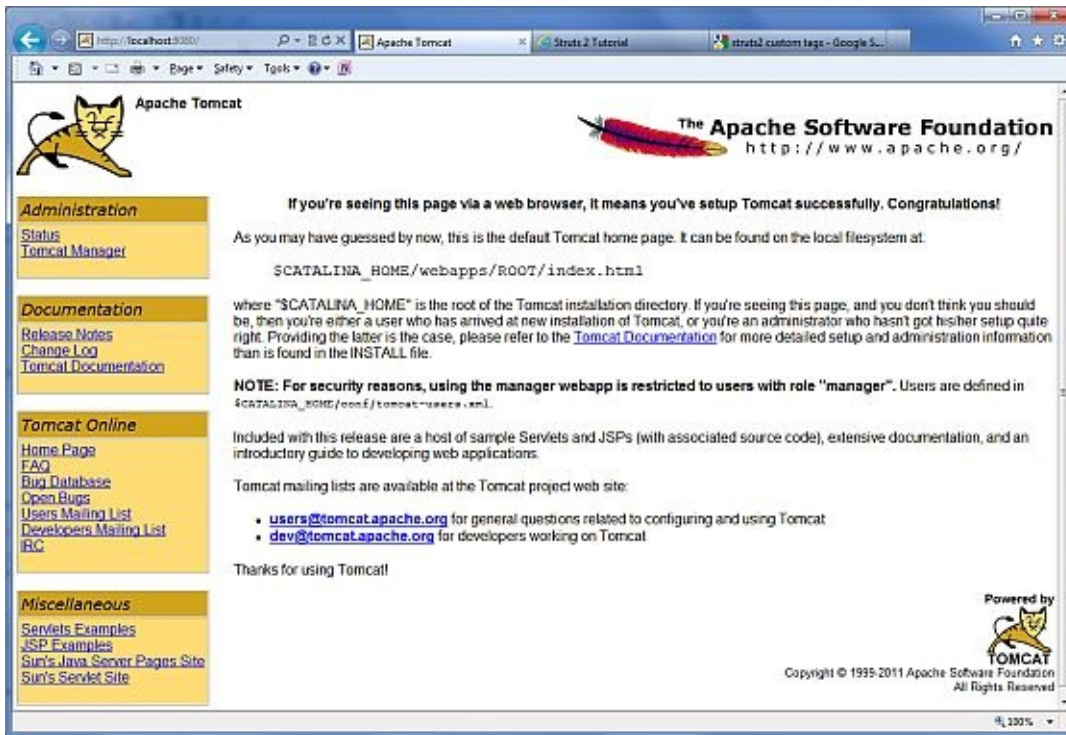 http://localhost:8080/
Apache Tomcat
Struts 2 Tutorial
struts2 custom tags - Google S...
Page
Safety
Tools
Apache Tomcat
The Apache Software Foundation
http://www.apache.org/
Administration
Status
Tomcat Manager
Documentation
Release Notes
Change Log
Tomcat Documentation
Tomcat Online
Home Page
FAQ
Bug Database
Open Bugs
Users Mailing List
Developers Mailing List
IRC
Miscellaneous
Servlets Examples
JSP Examples
Sun's Java Server Pages Site
Sun's Servlet Site
If you're seeing this page via a web browser, it means you've setup Tomcat successfully. Congratulations!
As you may have guessed by now, this is the default Tomcat home page. It can be found on the local filesystem at:
$CATALINA_HOME/webapps/ROOT/index.html
where "$CATALINA_HOME" is the root of the Tomcat installation directory. If you're seeing this page, and you don't think you should
be, then you're either a user who has arrived at new installation of Tomcat, or you're an administrator who hasn't got his/her setup quite
right. Providing the latter is the case, please refer to the Tomcat Documentation for more detailed setup and administration information
than is found in the INSTALL file.
NOTE: For security reasons, using the manager webapp is restricted to users with role "manager". Users are defined in
$CATALINA_HOME/conf/tomcat-users.xml.
Included with this release are a host of sample Servlets and JSPs (with associated source code), extensive documentation, and an
introductory guide to developing web applications.
Tomcat mailing lists are available at the Tomcat project web site:
• users@tomcat.apache.org for general questions related to configuring and using Tomcat
• dev@tomcat.apache.org for developers working on Tomcat
Thanks for using Tomcat!
Powered by
TOMCAT
Copyright © 1999-2011 Apache Software Foundation
All Rights Reserved
100%